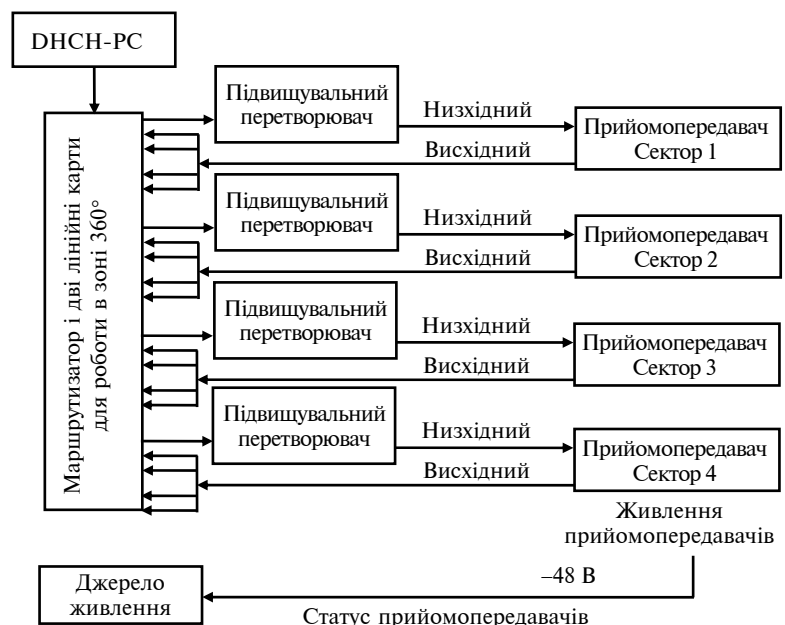 DHCH-PC
Маршрутизатор і дві лінійні карти
для роботи в зоні 360°
Підвищувальний
перетворювач
Низхідний
Висхідний
Прийомопередавач
Сектор 1
Підвищувальний
перетворювач
Низхідний
Висхідний
Прийомопередавач
Сектор 2
Підвищувальний
перетворювач
Низхідний
Висхідний
Прийомопередавач
Сектор 3
Підвищувальний
перетворювач
Низхідний
Висхідний
Прийомопередавач
Сектор 4
Живлення
прийомопередавачів
–48 В
Джерело
живлення
Статус прийомопередавачів